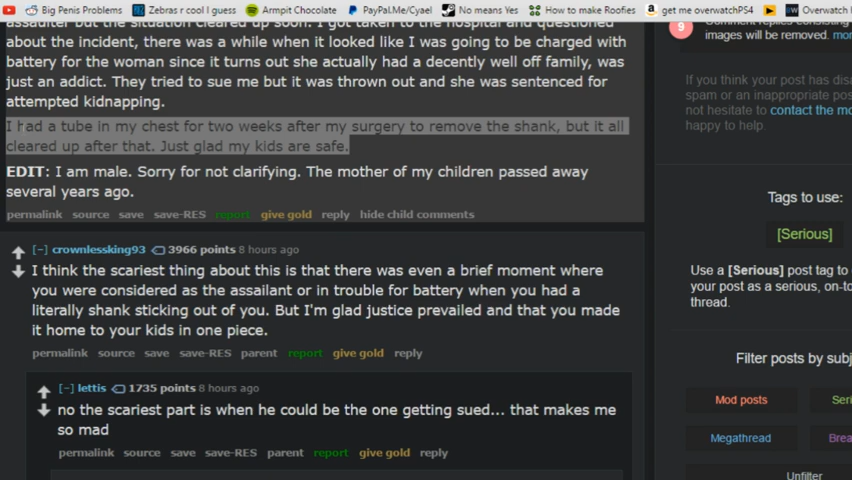 Big Penis Problems Zebras r cool I guess Armpit Chocolate PayPal.Me/Cyael No means Yes How to make Roofies get me overwatchPS4 Overwatch
assaulter but the situation cleared up soon. I got taken to the hospital and questioned
about the incident, there was a while when it looked like I was going to be charged with
battery for the woman since it turns out she actually had a decently well off family, was
just an addict. They tried to sue me but it was thrown out and she was sentenced for
attempted kidnapping.
I had a tube in my chest for two weeks after my surgery to remove the shank, but it all
cleared up after that. Just glad my kids are safe.
EDIT: I am male. Sorry for not clarifying. The mother of my children passed away
several years ago.
permalink source save save-RES report give gold reply hide child comments
[-] crownlessking93 3966 points 8 hours ago
I think the scariest thing about this is that there was even a brief moment where
you were considered as the assailant or in trouble for battery when you had a
literally shank sticking out of you. But I'm glad justice prevailed and that you made
it home to your kids in one piece.
permalink source save save-RES parent report give gold reply
[-] lettis 1735 points 8 hours ago
no the scariest part is when he could be the one getting sued... that makes me
so mad
permalink source save save-RES parent report give gold reply
9
images will be removed.
If you think your post has
spam or an inappropriate
not hesitate to contact the
happy to help.
Tags to use:
[Serious]
Use a [Serious] post tag to
your post as a serious,
thread.
Filter posts by
Mod posts
Megathread
Unfilter